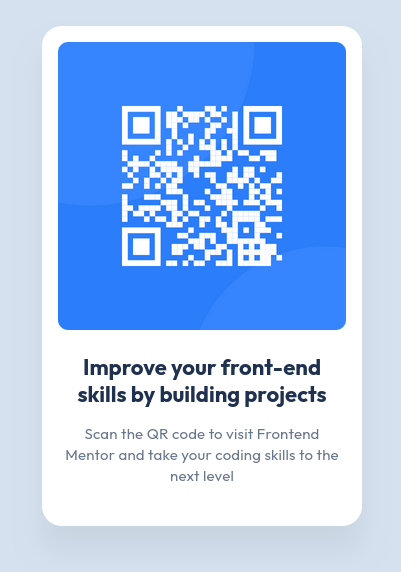 Improve your front-end
skills by building projects
Scan the QR code to visit Frontend
Mentor and take your coding skills to the
next level